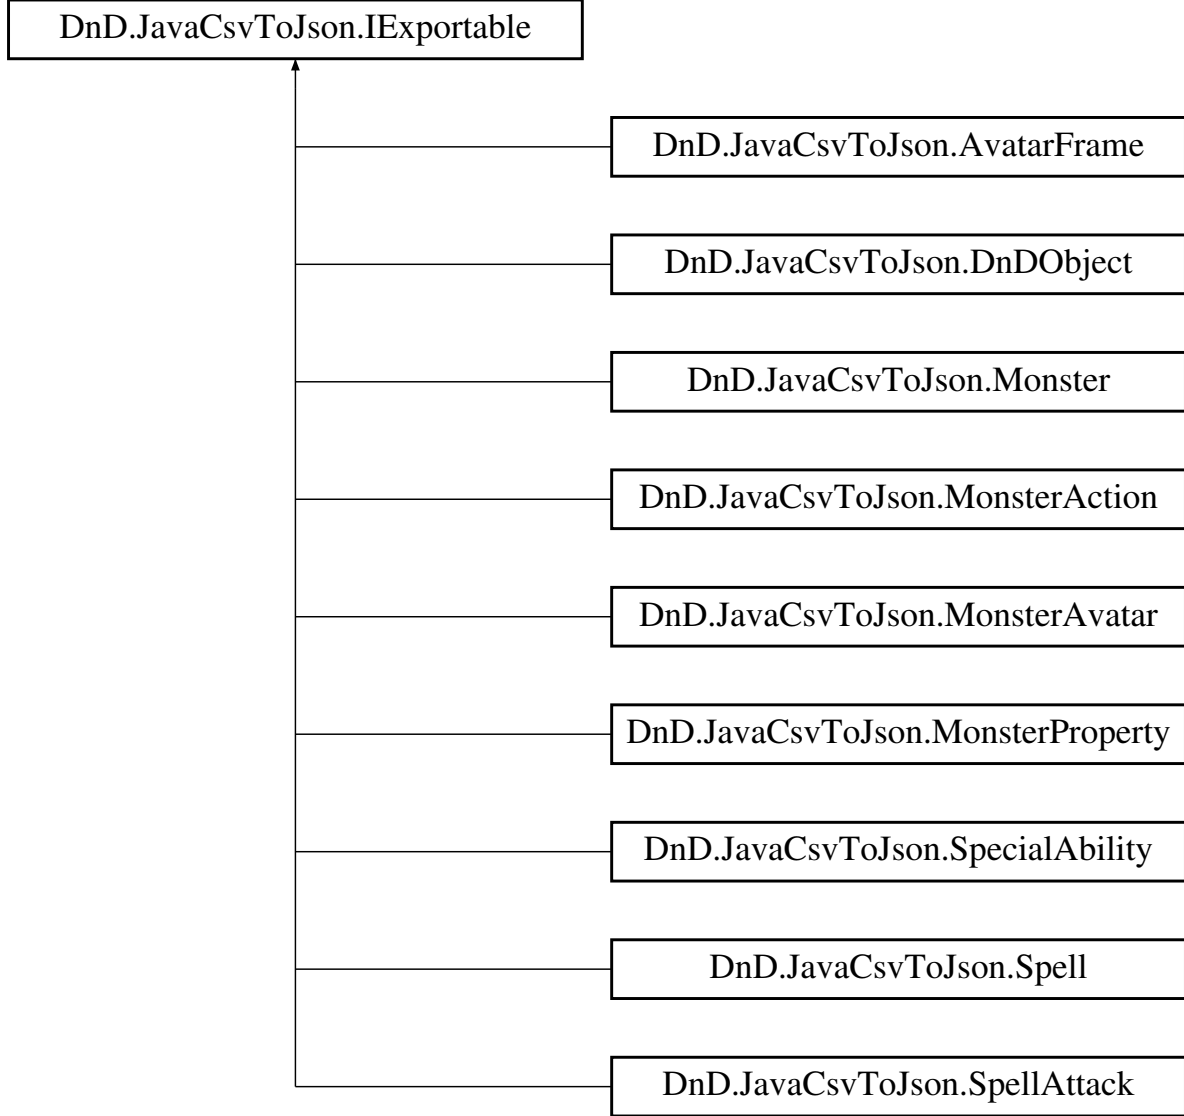 DnD.JavaCsvToJson.IExportable
DnD.JavaCsvToJson.AvatarFrame
DnD.JavaCsvToJson.DnDObject
DnD.JavaCsvToJson.Monster
DnD.JavaCsvToJson.MonsterAction
DnD.JavaCsvToJson.MonsterAvatar
DnD.JavaCsvToJson.MonsterProperty
DnD.JavaCsvToJson.SpecialAbility
DnD.JavaCsvToJson.Spell
DnD.JavaCsvToJson.SpellAttack